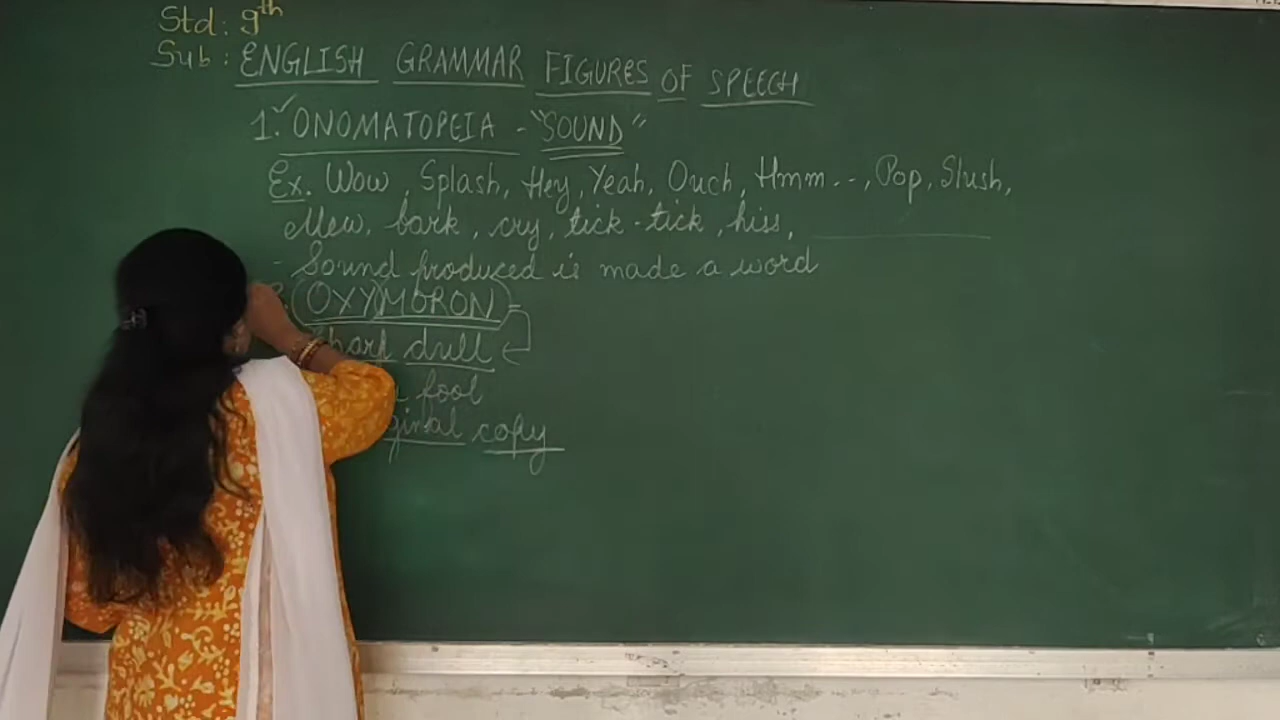 Std: 9th
Sub: ENGLISH GRAMMAR FIGURES OF SPEECH
1. ONOMATOPEIA - "SOUND"
Ex. Wow, Splash, Hey, Yeah, Ouch, Hmm..., Pop, Slush,
Mew, bark, cry, tick-tick, hiss,
- Sound produced is made a word
OXYMORON -
drill
fool
copy